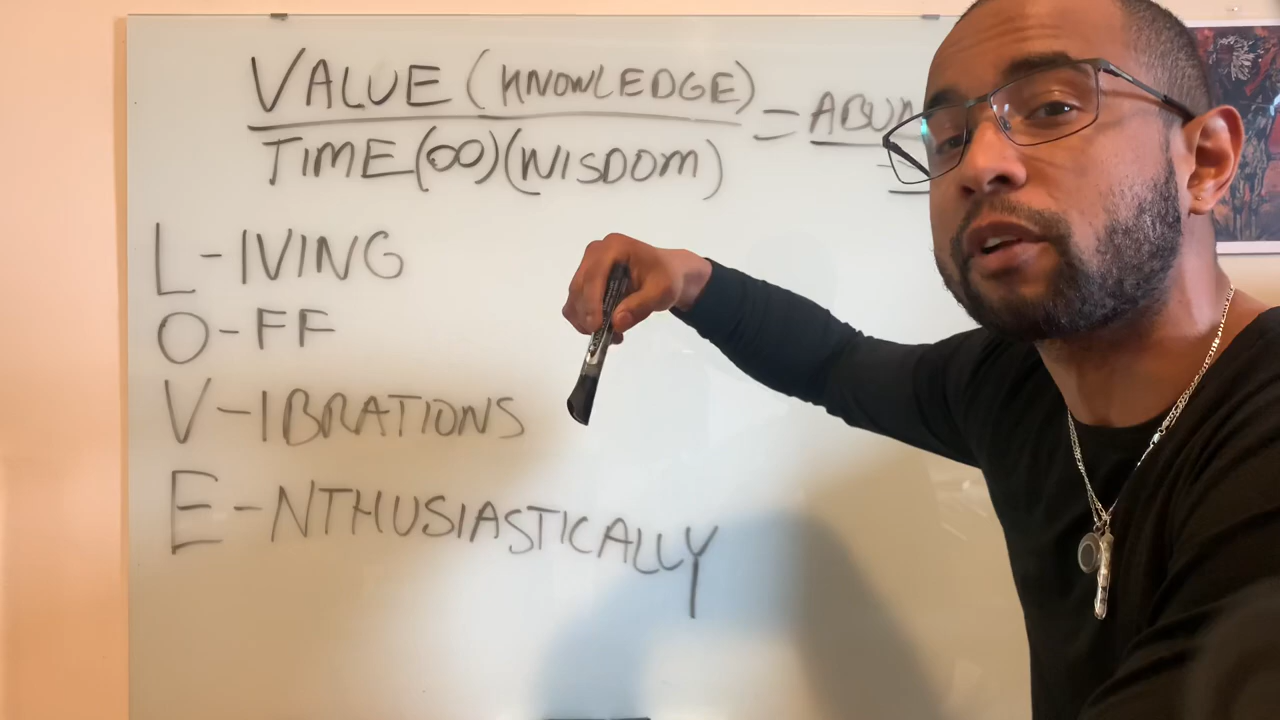 VALUE (KNOWLEDGE)
TIME (∞)(WISDOM) =
L-IVING
O-FF
V-IBRATIONS
E-NTHUSIASTICALLY